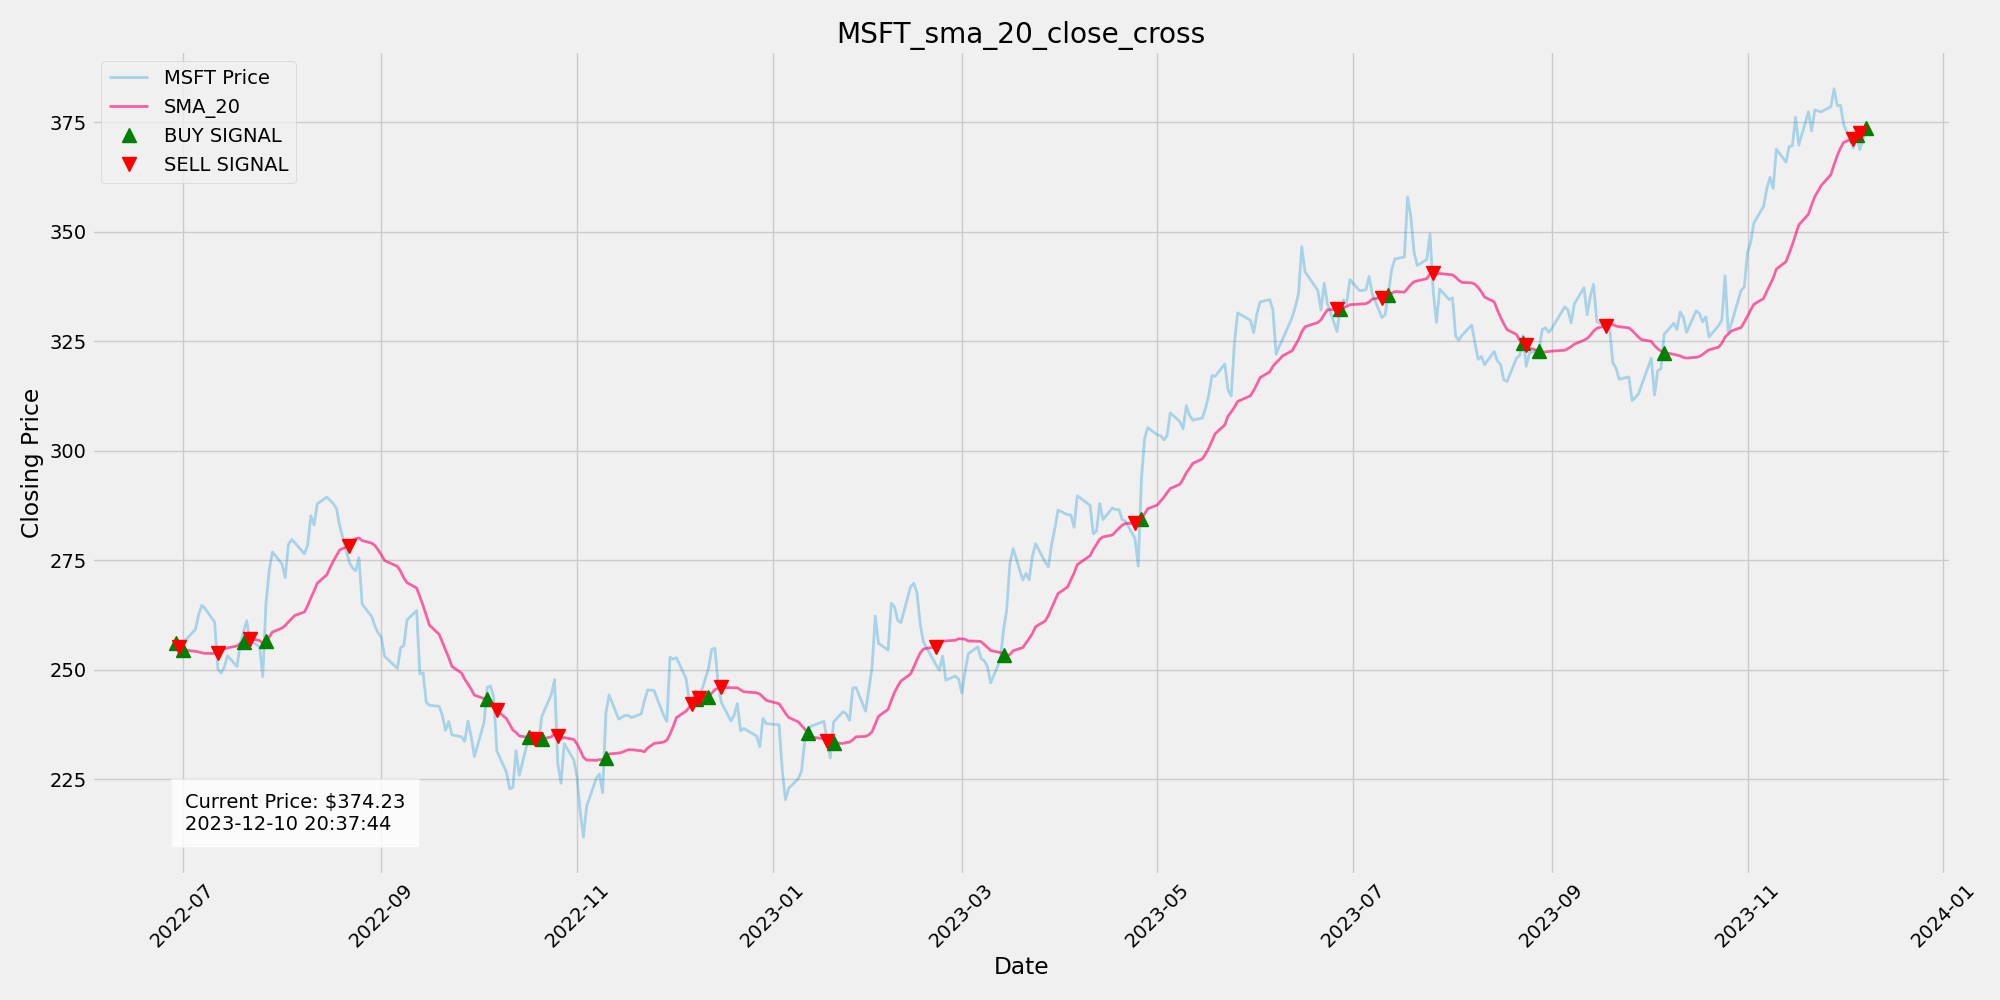 MSFT_sma_20_close_cross
MSFT Price
SMA_20
BUY SIGNAL
SELL SIGNAL
375
350
325
300
275
250
225
Closing Price
Current Price: $374.23
2023-12-10 20:37:44
2022-07
2022-09
2022-11
2023-01
2023-03
2023-05
2023-07
2023-09
2023-11
2024-01
Date